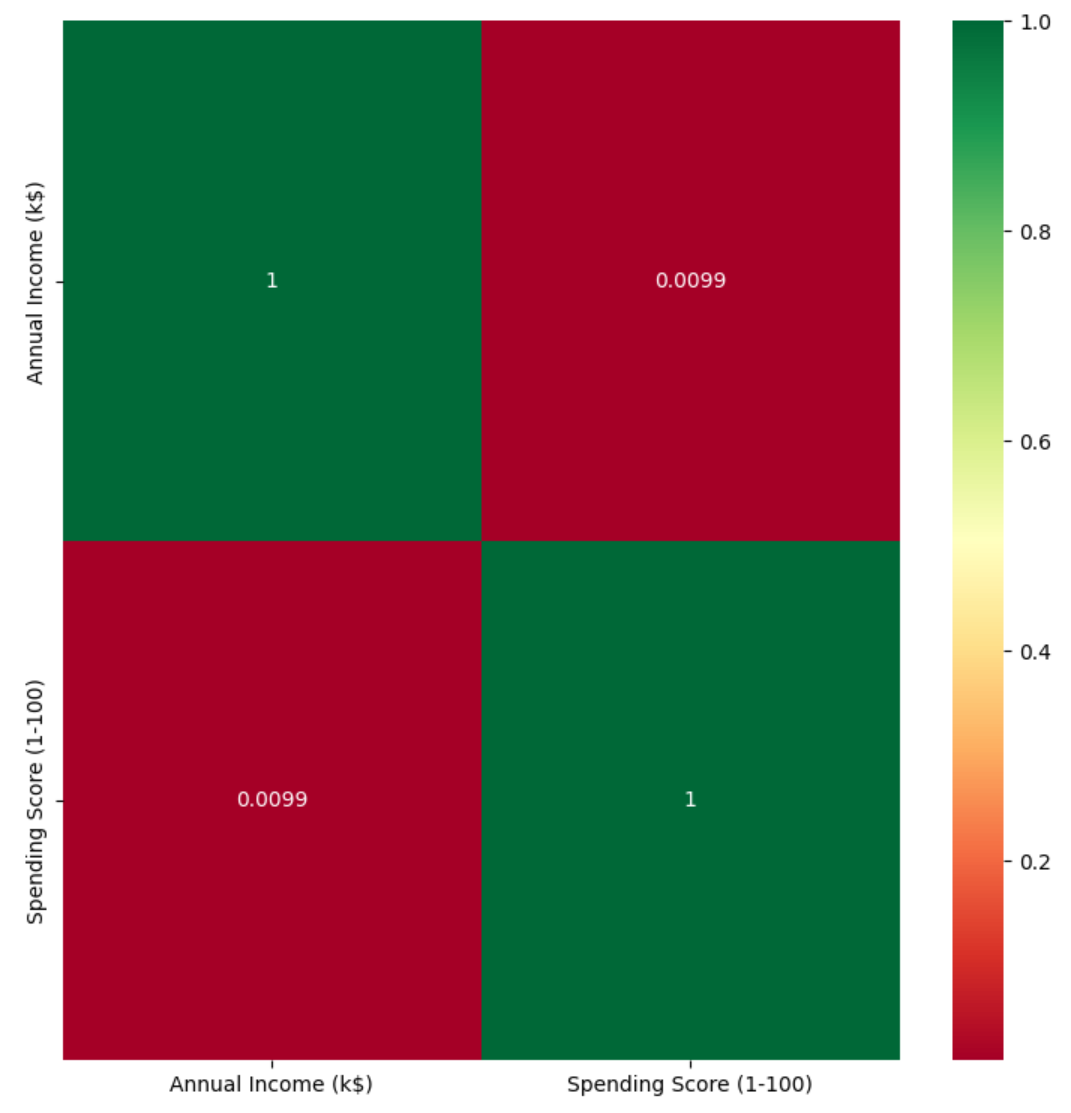 Annual Income (k$)
1
0.0099
Spending Score (1-100)
0.0099
1
Annual Income (k$)
Spending Score (1-100)
1.0
0.8
0.6
0.4
0.2